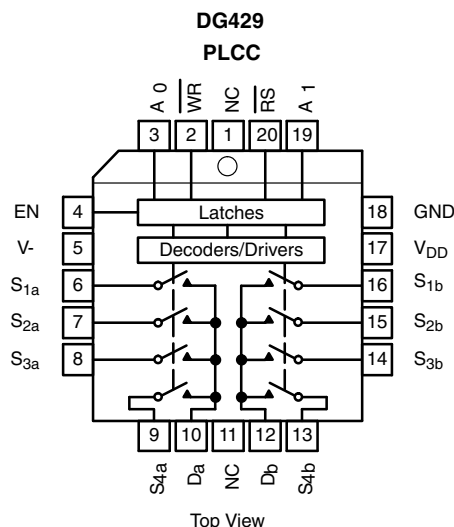 DG429
PLCC
A 0
WR
NC
RS
A 1
3 2 1 20 19
EN 4 Latches 18 GND
V- 5 Decoders/Drivers 17 VDD
S1a 6 16 S1b
S2a 7 15 S2b
S3a 8 14 S3b
9 10 11 12 13
S4a
Da
NC
Db
S4b
Top View